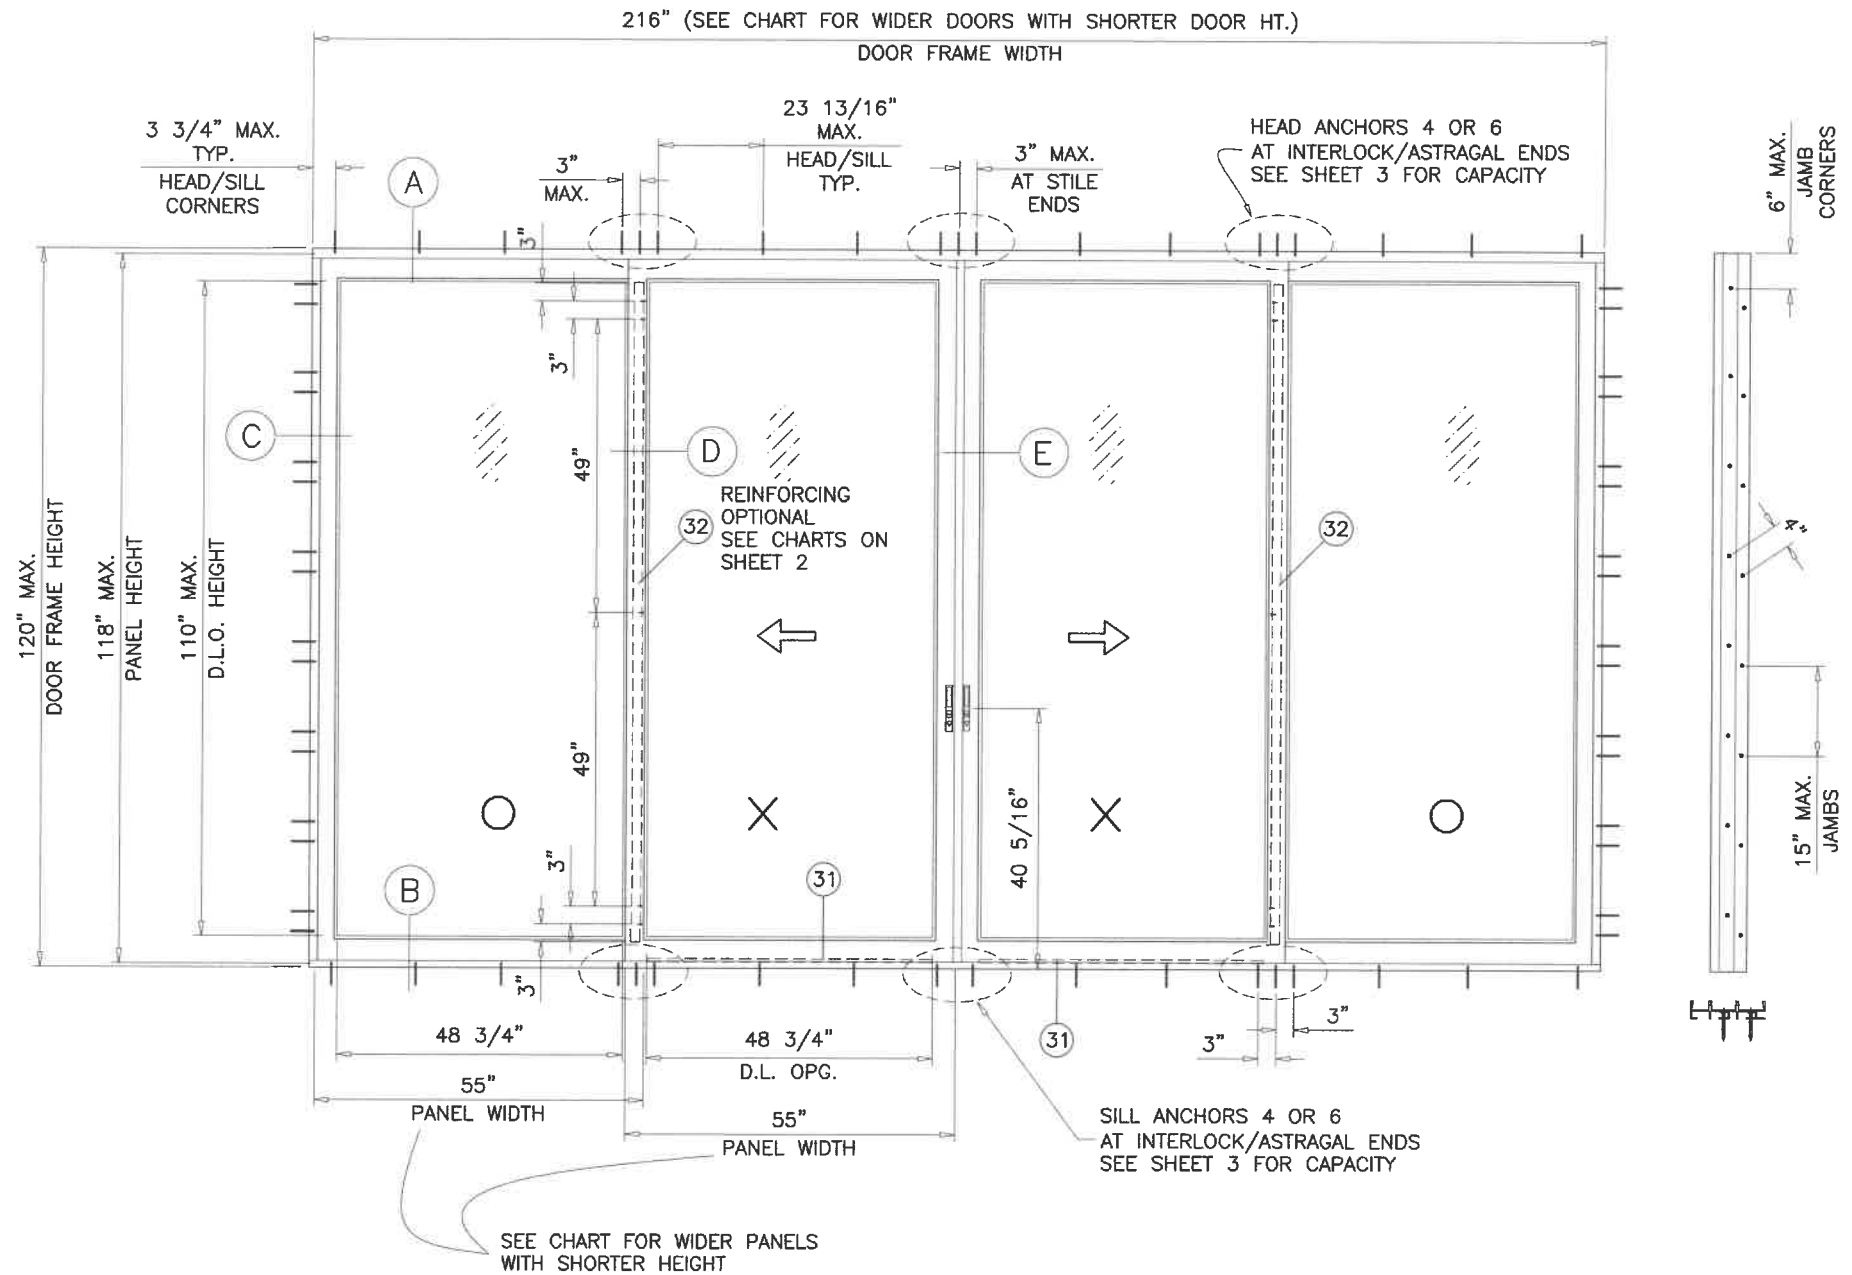 216" (SEE CHART FOR WIDER DOORS WITH SHORTER DOOR HT.)
DOOR FRAME WIDTH
3 3/4" MAX.
TYP.
HEAD/SILL
CORNERS
A
3"
MAX.
23 13/16"
MAX.
HEAD/SILL
TYP.
3" MAX.
AT STILE
ENDS
HEAD ANCHORS 4 OR 6
AT INTERLOCK/ASTRAGAL ENDS
SEE SHEET 3 FOR CAPACITY
6" MAX.
JAMB
CORNERS
3"
3"
C
D
E
49"
REINFORCING
OPTIONAL
SEE CHARTS ON
SHEET 2
32
32
4"
120" MAX.
DOOR FRAME HEIGHT
118" MAX.
PANEL HEIGHT
110" MAX.
D.L.O. HEIGHT
49"
40 5/16"
15" MAX.
JAMBS
O
X
X
O
B
3"
31
3"
48 3/4"
48 3/4"
D.L. OPG.
31
3"
3"
55"
PANEL WIDTH
55"
PANEL WIDTH
SILL ANCHORS 4 OR 6
AT INTERLOCK/ASTRAGAL ENDS
SEE SHEET 3 FOR CAPACITY
SEE CHART FOR WIDER PANELS
WITH SHORTER HEIGHT